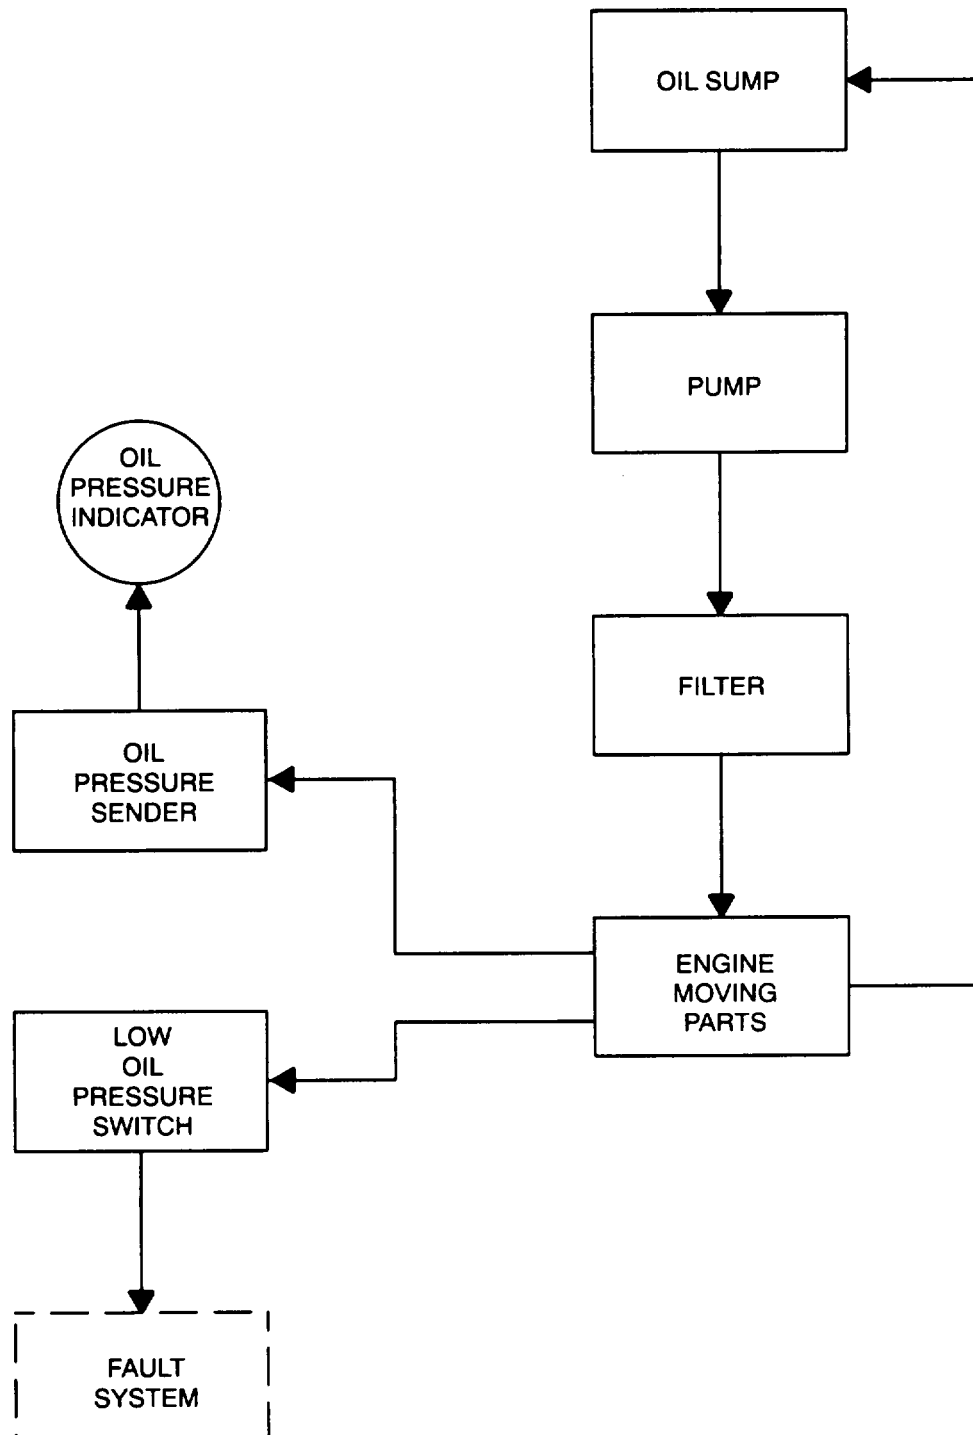 OIL SUMP
PUMP
OIL
PRESSURE
INDICATOR
FILTER
OIL
PRESSURE
SENDER
ENGINE
MOVING
PARTS
LOW
OIL
PRESSURE
SWITCH
FAULT
SYSTEM